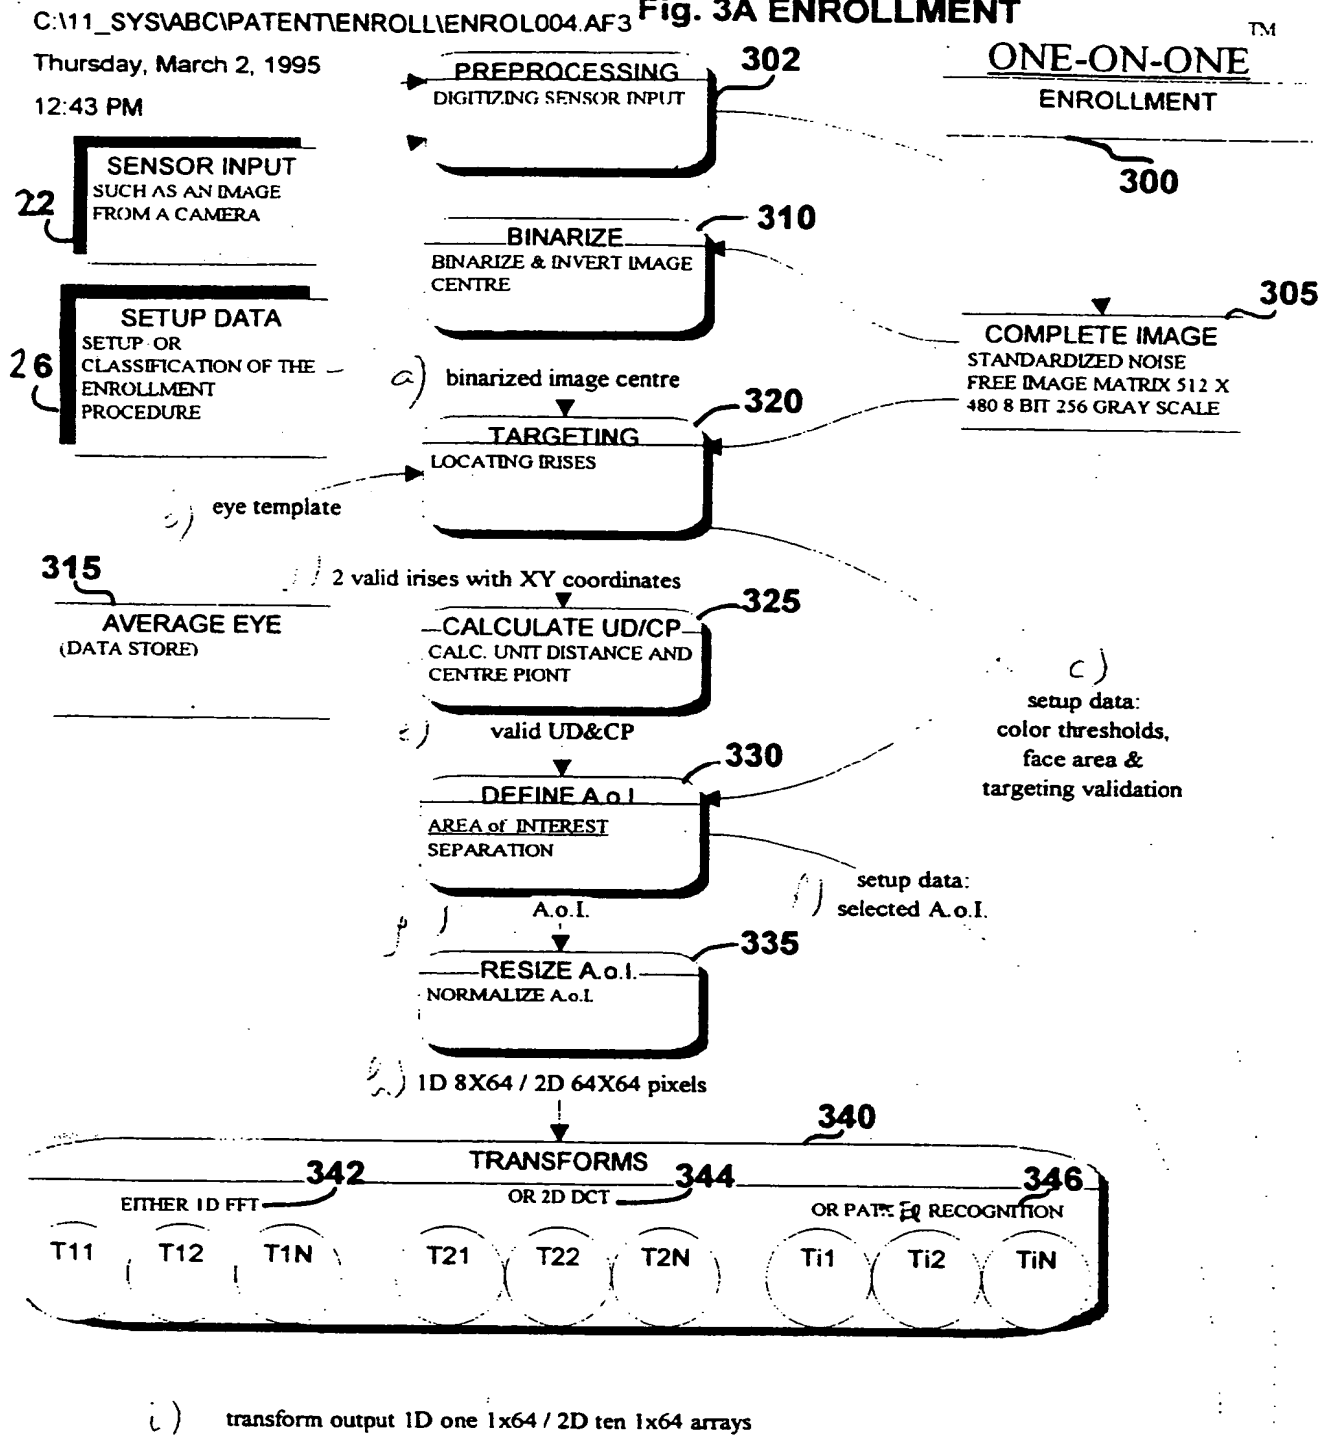 C:\11_SYS\ABC\PATENT\ENROLL\ENROL004.AF3
Fig. 3A ENROLLMENT
Thursday, March 2, 1995
12:43 PM
TM
ONE-ON-ONE
ENROLLMENT
300
PREPROCESSING
302
DIGITIZING SENSOR INPUT
SENSOR INPUT
SUCH AS AN IMAGE
FROM A CAMERA
22
BINARIZE
310
BINARIZE & INVERT IMAGE
CENTRE
SETUP DATA
SETUP OR
CLASSIFICATION OF THE
ENROLLMENT
PROCEDURE
26
305
COMPLETE IMAGE
STANDARDIZED NOISE
FREE IMAGE MATRIX 512 X
480 8 BIT 256 GRAY SCALE
a) binarized image centre
TARGETING
320
LOCATING IRISES
eye template
2 valid irises with XY coordinates
315
AVERAGE EYE
(DATA STORE)
CALCULATE UD/CP
325
CALC. UNIT DISTANCE AND
CENTRE PIONT
c)
setup data:
color thresholds,
face area &
targeting validation
e) valid UD&CP
DEFINE A.o.I.
330
AREA of INTEREST
SEPARATION
setup data:
selected A.o.I.
A.o.I.
RESIZE A.o.I.
335
NORMALIZE A.o.I.
1D 8X64 / 2D 64X64 pixels
340
TRANSFORMS
EITHER 1D FFT
342
OR 2D DCT
344
OR RECOGNITION
346
T11 T12 T1N T21 T22 T2N Ti1 Ti2 TiN
i) transform output 1D one 1x64 / 2D ten 1x64 arrays